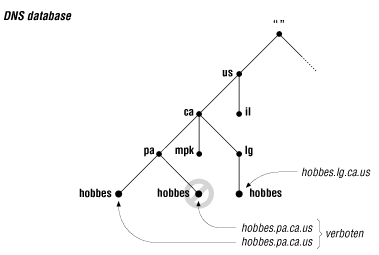 " "
DNS database
us
ca
il
pa
mpk
lg
hobbes.lg.ca.us
hobbes
hobbes
hobbes
hobbes.pa.ca.us
verboten
hobbes.pa.ca.us